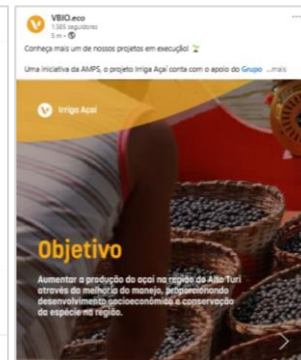 VBIO.eco
1.385 seguidores
5 m •
Conheça mais um de nossos projetos em execução!
Uma iniciativa da AMPS, o projeto Irriga Açaí conta com o apoio do Grupo ...mais
Irriga Açaí
Objetivo
Aumentar a produção do açaí na região do Alto Turi
através da melhoria do manejo, proporcionando
desenvolvimento socioeconômico e conservação
da espécie na região.